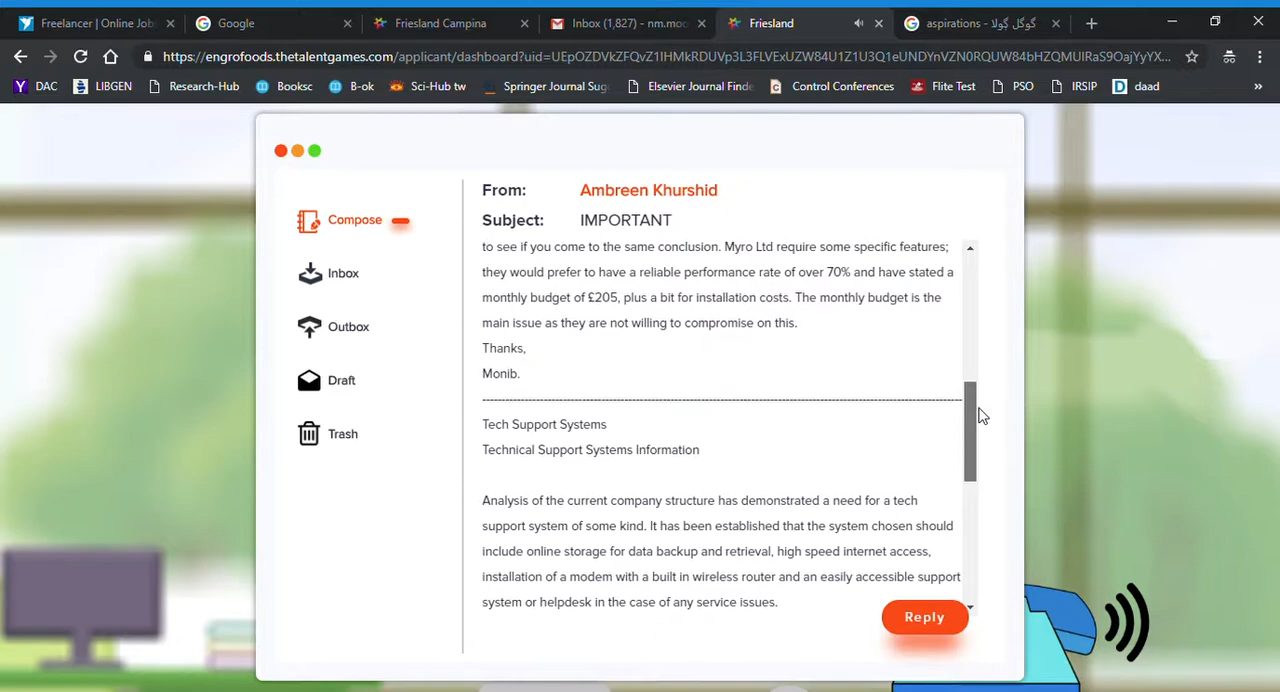 Freelancer | Online Job
Google
Friesland Campina
Inbox (1,827) - nm.moc
Friesland
aspirations - گوگل گولا
https://engrofoods.thetalentgames.com/applicant/dashboard?uid=
DAC
LIBGEN
Research-Hub
Booksc
B-ok
Sci-Hub tw
Springer Journal Sug
Elsevier Journal Finde
Control Conferences
Flite Test
PSO
IRSIP
daad
Compose
Inbox
Outbox
Draft
Trash
From: Ambreen Khurshid
Subject: IMPORTANT
to see if you come to the same conclusion. Myro Ltd require some specific features;
they would prefer to have a reliable performance rate of over 70% and have stated a
monthly budget of £205, plus a bit for installation costs. The monthly budget is the
main issue as they are not willing to compromise on this.
Thanks,
Monib.
Tech Support Systems
Technical Support Systems Information
Analysis of the current company structure has demonstrated a need for a tech
support system of some kind. It has been established that the system chosen should
include online storage for data backup and retrieval, high speed internet access,
installation of a modem with a built in wireless router and an easily accessible support
system or helpdesk in the case of any service issues.
Reply